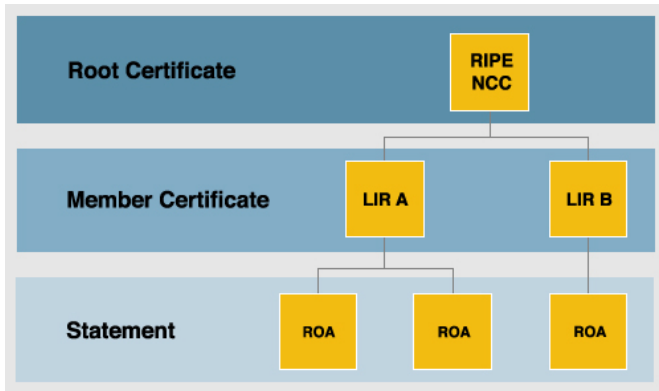 Root Certificate
RIPE
NCC
Member Certificate
LIR A
LIR B
Statement
ROA
ROA
ROA